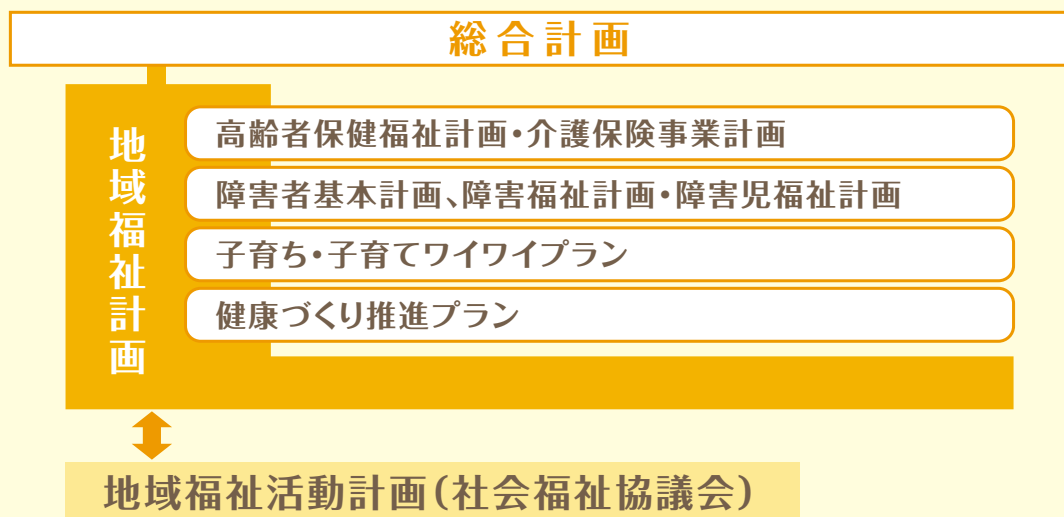 総合計画
地域福祉計画
高齢者保健福祉計画・介護保険事業計画
障害者基本計画、障害福祉計画・障害児福祉計画
子育ち・子育てワイワイプラン
健康づくり推進プラン
地域福祉活動計画(社会福祉協議会)